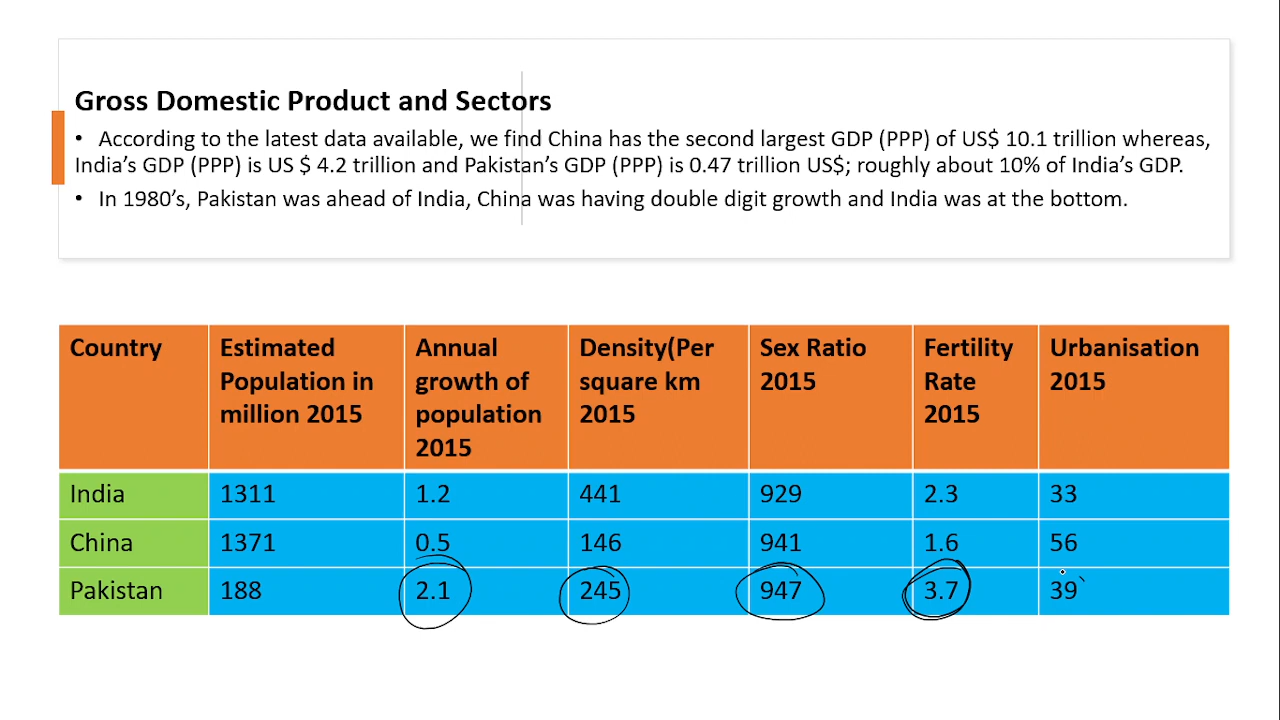 Gross Domestic Product and Sectors
• According to the latest data available, we find China has the second largest GDP (PPP) of US$ 10.1 trillion whereas,
India’s GDP (PPP) is US $ 4.2 trillion and Pakistan’s GDP (PPP) is 0.47 trillion US$; roughly about 10% of India’s GDP.
• In 1980’s, Pakistan was ahead of India, China was having double digit growth and India was at the bottom.
Country Estimated Annual Density(Per Sex Ratio Fertility Urbanisation
Population in growth of square km 2015 Rate 2015
million 2015 population 2015 2015
2015
India 1311 1.2 441 929 2.3 33
China 1371 0.5 146 941 1.6 56
Pakistan 188 2.1 245 947 3.7 39